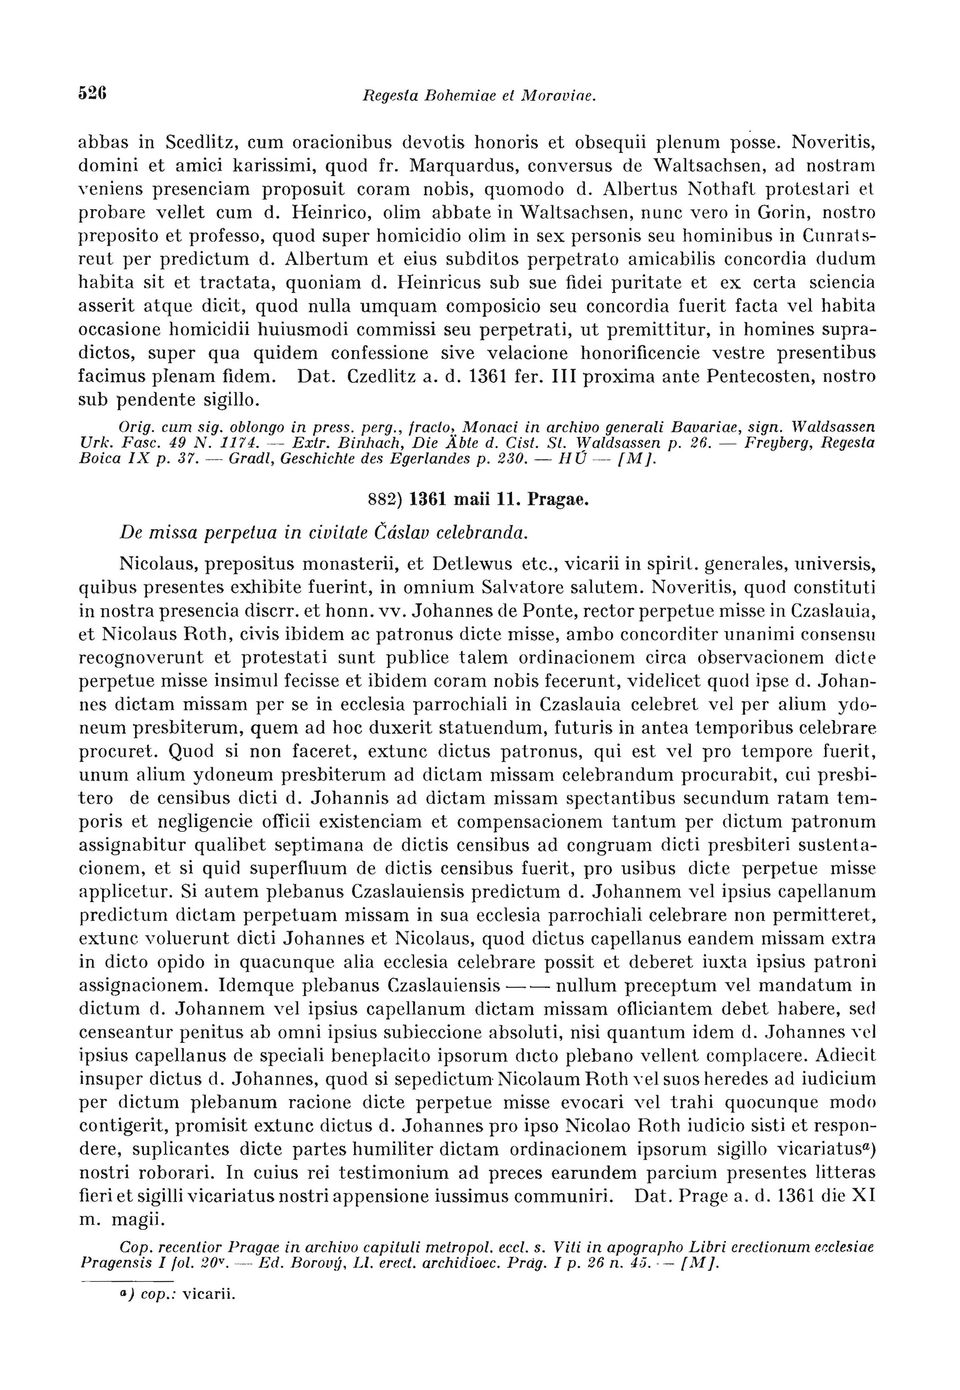 526
Regesta Bohemiae et Moraviae.
abbas in Scedlitz, cum oracionibus devotis honoris et obsequii plenum posse. Noveritis,
domini et amici karissimi, quod fr. Marquardus, conversus de Waltsachsen, ad nostram
veniens presenciam proposuit coram nobis, quomodo d. Albertus Nothaft protestari et
probare vellet cum d. Heinrico, olim abbate in Waltsachsen, nunc vero in Gorin, nostro
preposito et professo, quod super homicidio olim in sex personis seu hominibus in Cunrats-
reut per predictum d. Albertum et eius subditos perpetrato amicabilis concordia dudum
habita sit et tractata, quoniam d. Heinricus sub sue fidei puritate et ex certa sciencia
asserit atque dicit, quod nulla umquam composicio seu concordia fuerit facta vel habita
occasione homicidii huiusmodi commissi seu perpetrati, ut premittitur, in homines supra-
dictos, super qua quidem confessione sive velacione honorificencie vestre presentibus
facimus plenam fidem. Dat. Czedlitz a. d. 1361 fer. III proxima ante Pentecosten, nostro
sub pendente sigillo.
Orig. cum sig. oblongo in press. perg., fracto, Monaci in archivo generali Bavariae, sign. Waldsassen
Urk. Fasc. 49 N. 1174. — Extr. Binhach, Die Äbte d. Cist. St. Waldsassen p. 26. — Freyberg, Regesta
Boica IX p. 37. — Gradl, Geschichte des Egerlandes p. 230. — HÚ — [M].
882) 1361 maii 11. Pragae.
De missa perpetua in civitate Čáslav celebranda.
Nicolaus, prepositus monasterii, et Detlewus etc., vicarii in spirit. generales, universis,
quibus presentes exhibite fuerint, in omnium Salvatore salutem. Noveritis, quod constituti
in nostra presencia discrr. et honn. vv. Johannes de Ponte, rector perpetue misse in Czaslauia,
et Nicolaus Roth, civis ibidem ac patronus dicte misse, ambo concorditer unanimi consensu
recognoverunt et protestati sunt publice talem ordinacionem circa observacionem dicte
perpetue misse insimul fecisse et ibidem coram nobis fecerunt, videlicet quod ipse d. Johan-
nes dictam missam per se in ecclesia parrochiali in Czaslauia celebret vel per alium ydo-
neum presbiterum, quem ad hoc duxerit statuendum, futuris in antea temporibus celebrare
procuret. Quod si non faceret, extunc dictus patronus, qui est vel pro tempore fuerit,
unum alium ydoneum presbiterum ad dictam missam celebrandum procurabit, cui presbi-
tero de censibus dicti d. Johannis ad dictam missam spectantibus secundum ratam tem-
poris et negligencie officii existenciam et compensacionem tantum per dictum patronum
assignabitur qualibet septimana de dictis censibus ad congruam dicti presbiteri sustenta-
cionem, et si quid superfluum de dictis censibus fuerit, pro usibus dicte perpetue misse
applicetur. Si autem plebanus Czaslauiensis predictum d. Johannem vel ipsius capellanum
predictum dictam perpetuam missam in sua ecclesia parrochiali celebrare non permitteret,
extunc voluerunt dicti Johannes et Nicolaus, quod dictus capellanus eandem missam extra
in dicto opido in quacunque alia ecclesia celebrare possit et deberet iuxta ipsius patroni
assignacionem. Idemque plebanus Czaslauiensis — — nullum preceptum vel mandatum in
dictum d. Johannem vel ipsius capellanum dictam missam officiantem debet habere, sed
censeantur penitus ab omni ipsius subieccione absoluti, nisi quantum idem d. Johannes vel
ipsius capellanus de speciali beneplacito ipsorum dicto plebano vellent complacere. Adiecit
insuper dictus d. Johannes, quod si sepedictum Nicolaum Roth vel suos heredes ad iudicium
per dictum plebanum racione dicte perpetue misse evocari vel trahi quocunque modo
contigerit, promisit extunc dictus d. Johannes pro ipso Nicolao Roth iudicio sisti et respon-
dere, suplicantes dicte partes humiliter dictam ordinacionem ipsorum sigillo vicariatusa)
nostri roborari. In cuius rei testimonium ad preces earundem parcium presentes litteras
fieri et sigilli vicariatus nostri appensione iussimus communiri. Dat. Prage a. d. 1361 die XI
m. magii.
Cop. recentior Pragae in archivo capituli metropol. eccl. s. Viti in apographo Libri erectionum ecclesiae
Pragensis I fol. 20v. — Ed. Borový, Ll. erect. archidioec. Prag. I p. 26 n. 45. — [M].
a) cop.: vicarii.